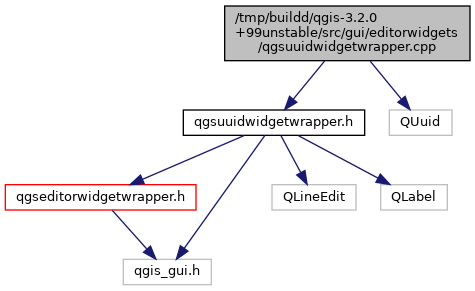 /tmp/buildd/qgis-3.2.0
+99unstable/src/gui/editorwidgets
/qgsuuidwidgetwrapper.cpp
qgsuuidwidgetwrapper.h
QUuid
qgseditorwidgetwrapper.h
QLineEdit
QLabel
qgis_gui.h